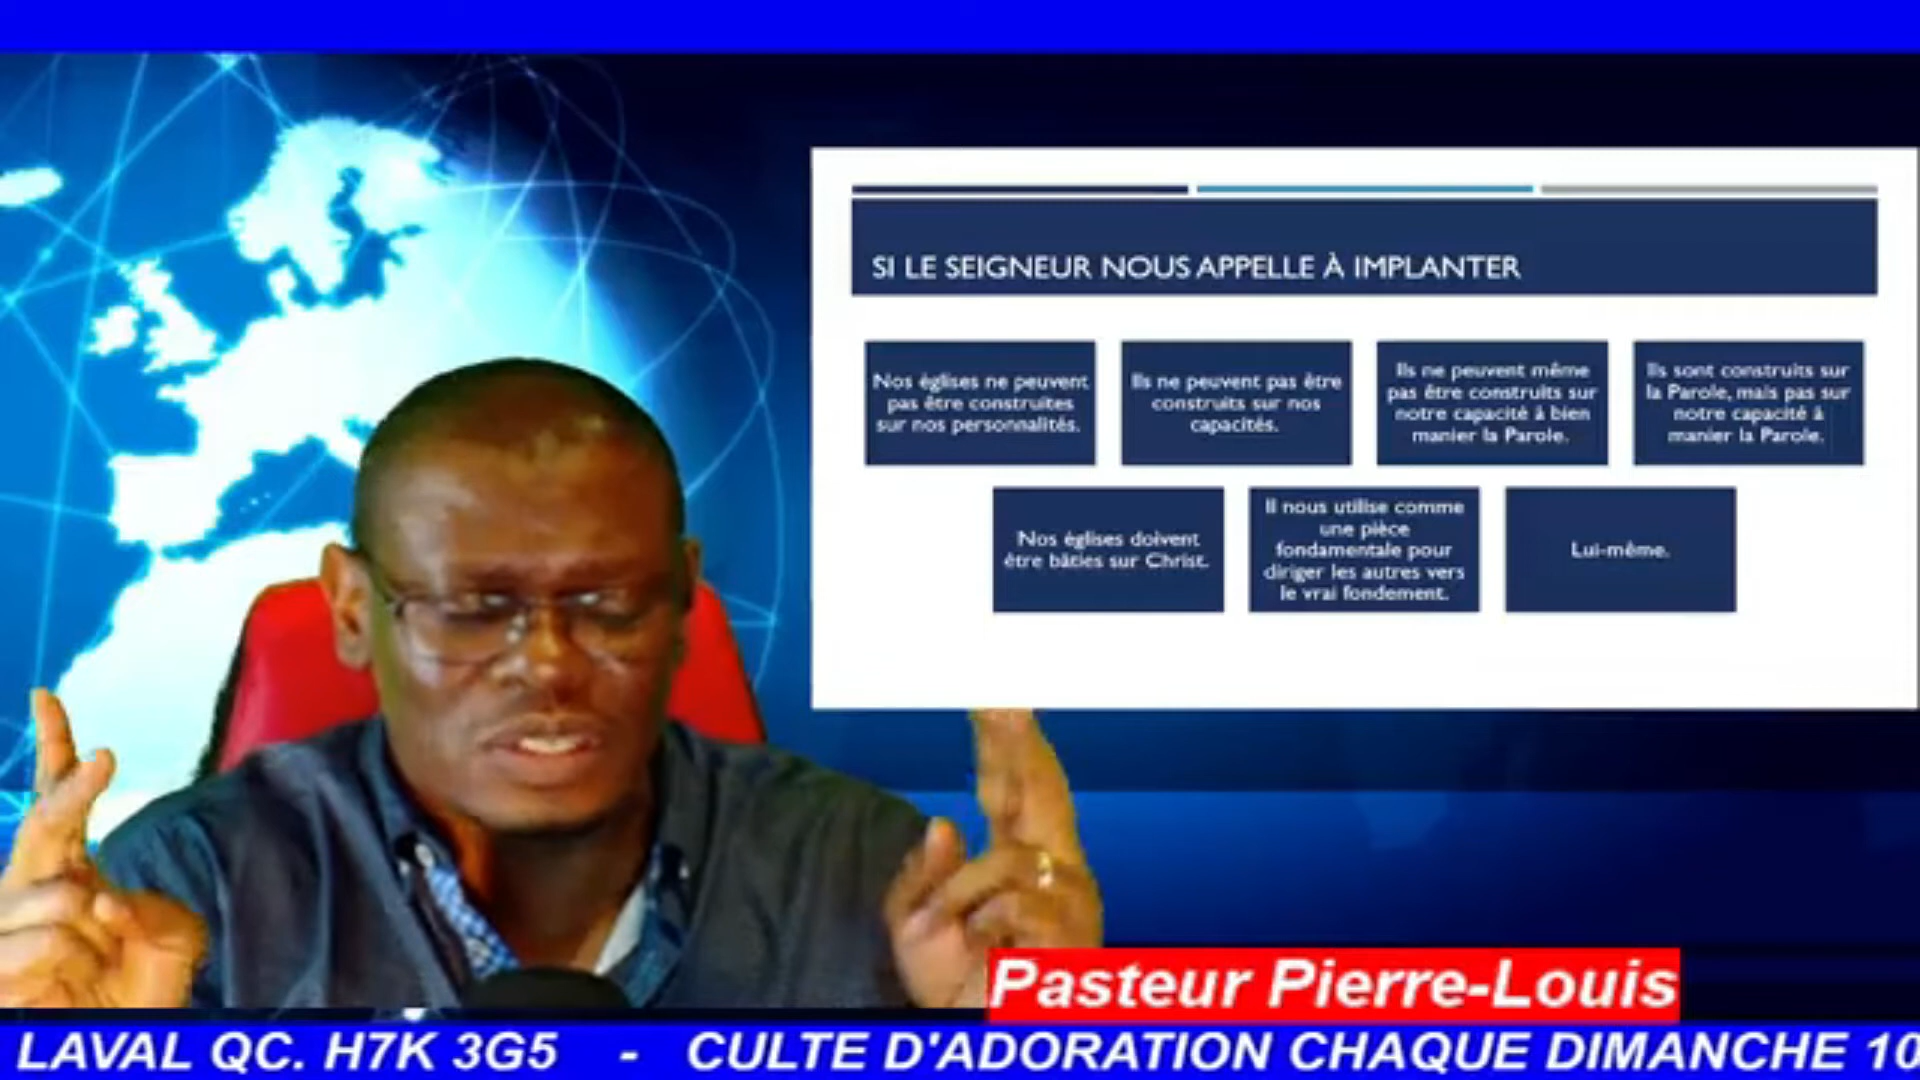 SI LE SEIGNEUR NOUS APPELLE À IMPLANTER
Nos églises ne peuvent
pas être construites
sur nos personnalités.
Ils ne peuvent pas être
construits sur nos
capacités.
Ils ne peuvent même
pas être construits sur
notre capacité à bien
manier la Parole.
Ils sont construits sur
la Parole, mais pas sur
notre capacité à
manier la Parole.
Nos églises doivent
être bâties sur Christ.
Il nous utilise comme
une pièce
fondamentale pour
diriger les autres vers
le vrai fondement.
Lui-même.
Pasteur Pierre-Louis
LAVAL QC. H7K 3G5 - CULTE D'ADORATION CHAQUE DIMANCHE 10